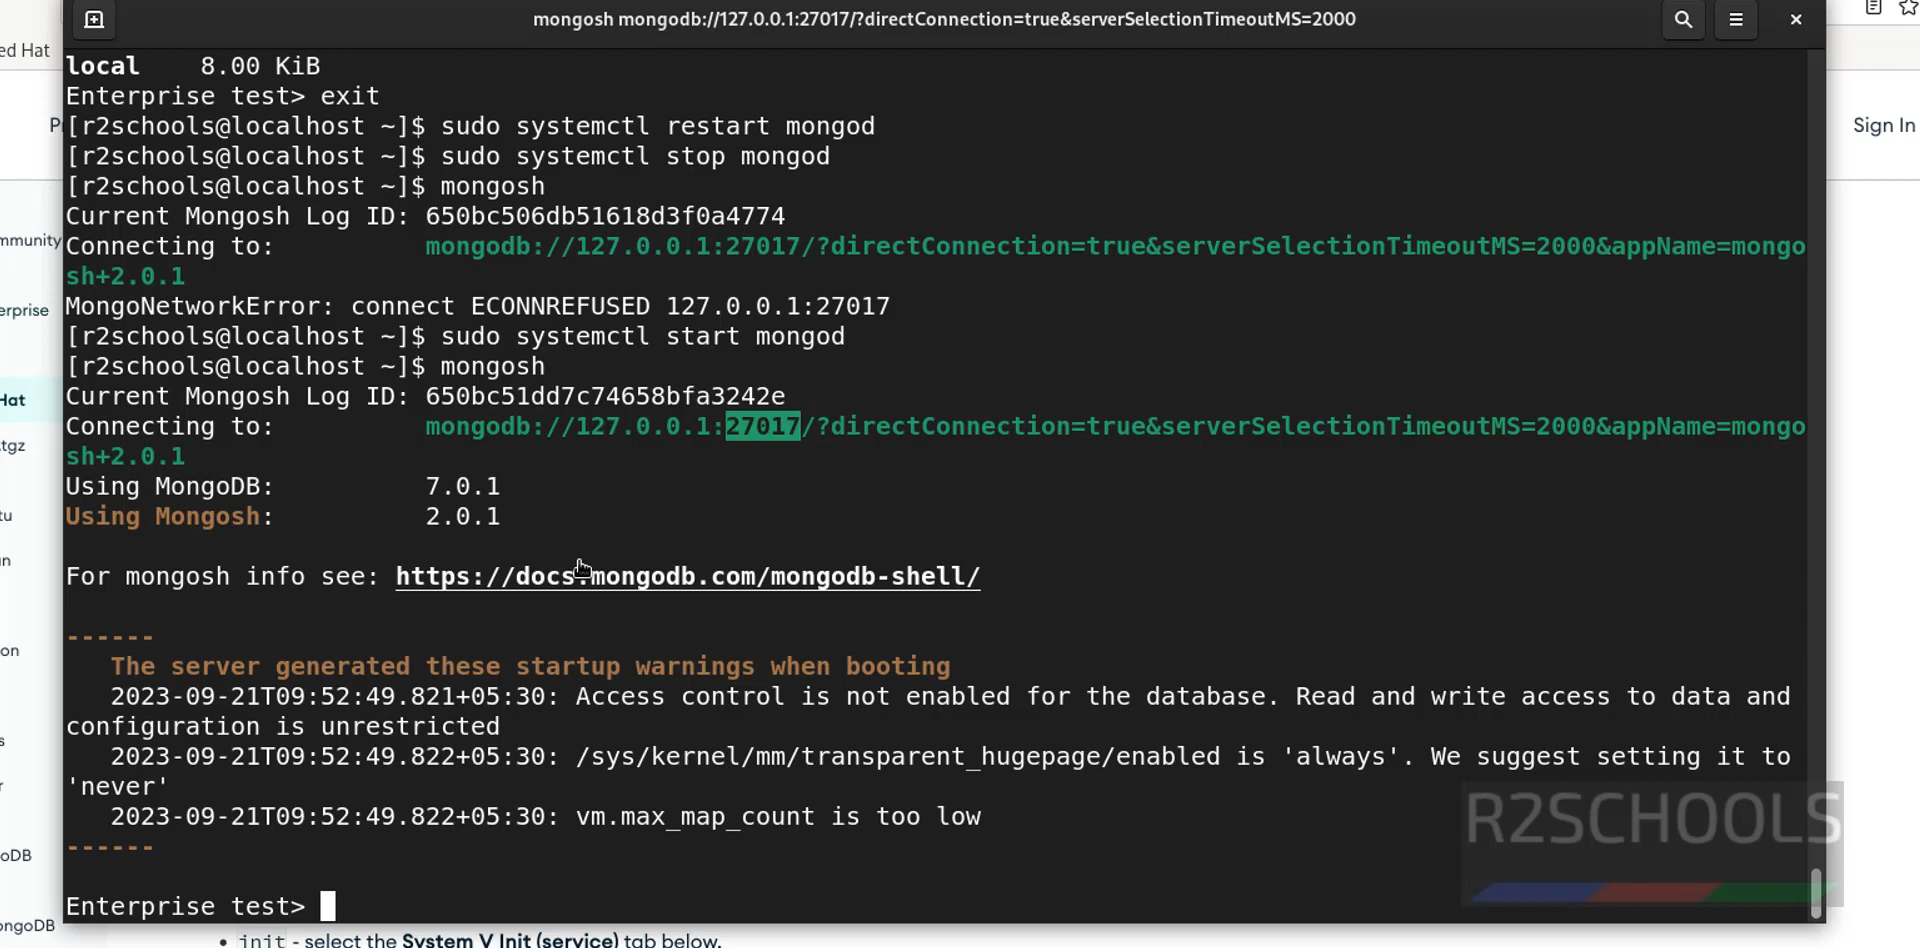 mongosh mongodb://127.0.0.1:27017/?directConnection=true&serverSelectionTimeoutMS=2000
ed Hat
local    8.00 KiB
Enterprise test> exit
[r2schools@localhost ~]$ sudo systemctl restart mongod
Sign In
[r2schools@localhost ~]$ sudo systemctl stop mongod
[r2schools@localhost ~]$ mongosh
Current Mongosh Log ID: 650bc506db51618d3f0a4774
Connecting to:          mongodb://127.0.0.1:27017/?directConnection=true&serverSelectionTimeoutMS=2000&appName=mongo
sh+2.0.1
MongoNetworkError: connect ECONNREFUSED 127.0.0.1:27017
[r2schools@localhost ~]$ sudo systemctl start mongod
[r2schools@localhost ~]$ mongosh
Current Mongosh Log ID: 650bc51dd7c74658bfa3242e
Connecting to:          mongodb://127.0.0.1:27017/?directConnection=true&serverSelectionTimeoutMS=2000&appName=mongo
sh+2.0.1
Using MongoDB:          7.0.1
Using Mongosh:          2.0.1
For mongosh info see: https://docs.mongodb.com/mongodb-shell/
------
The server generated these startup warnings when booting
2023-09-21T09:52:49.821+05:30: Access control is not enabled for the database. Read and write access to data and
configuration is unrestricted
2023-09-21T09:52:49.822+05:30: /sys/kernel/mm/transparent_hugepage/enabled is 'always'. We suggest setting it to
'never'
2023-09-21T09:52:49.822+05:30: vm.max_map_count is too low
------
R2SCHOOLS
Enterprise test>
mmunity
erprise
Hat
tgz
tu
n
on
s
r
oDB
ongoDB
• init - select the System V Init (service) tab below.